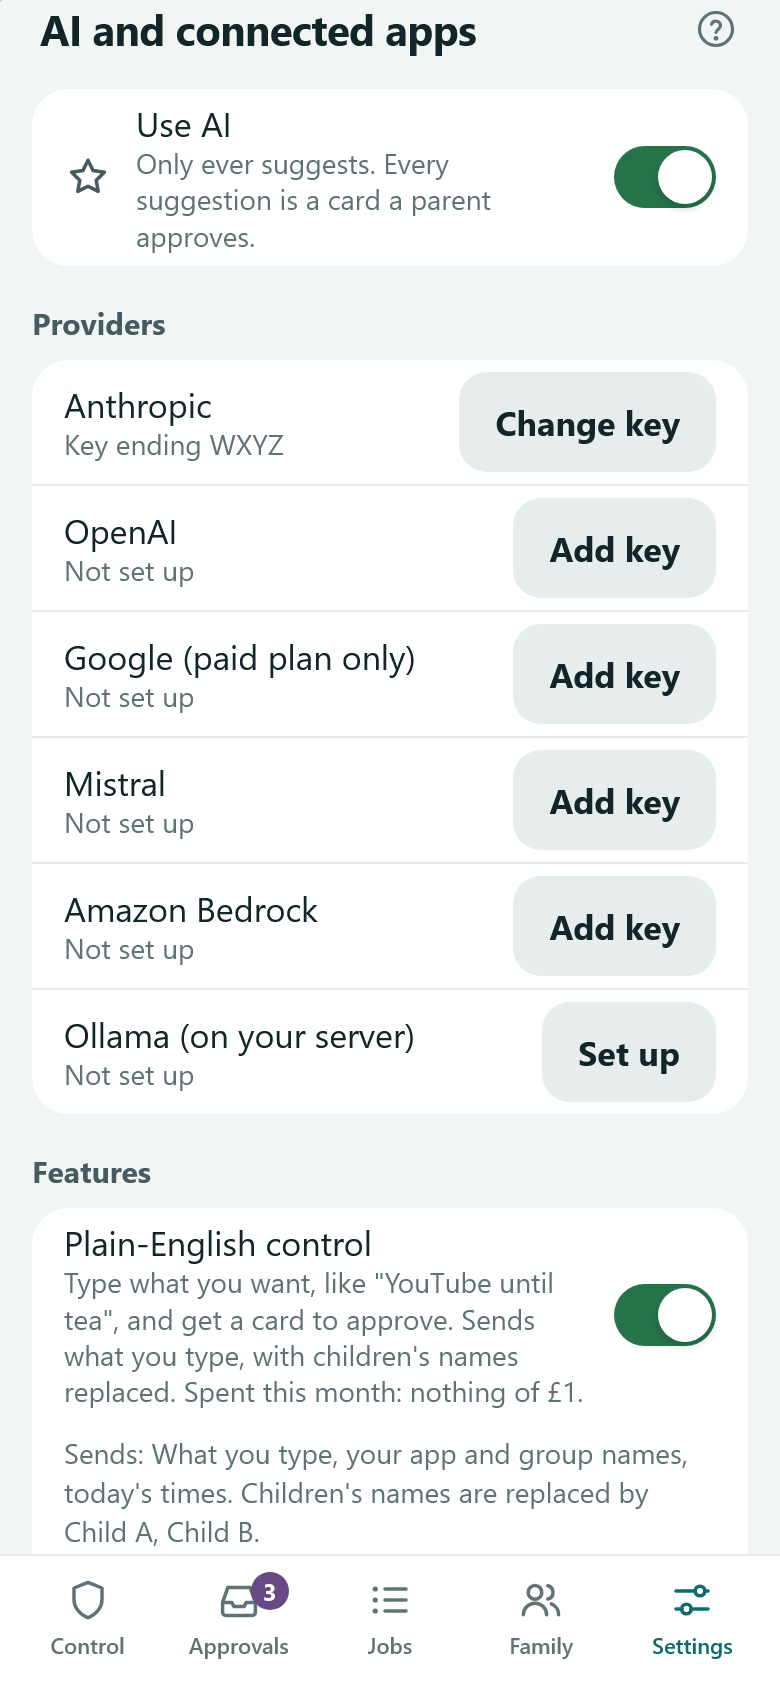 AI and connected apps
Use AI
Only ever suggests. Every
suggestion is a card a parent
approves.
Providers
Anthropic
Key ending WXYZ
Change key
OpenAI
Not set up
Add key
Google (paid plan only)
Not set up
Add key
Mistral
Not set up
Add key
Amazon Bedrock
Not set up
Add key
Ollama (on your server)
Not set up
Set up
Features
Plain-English control
Type what you want, like "YouTube until
tea", and get a card to approve. Sends
what you type, with children's names
replaced. Spent this month: nothing of £1.
Sends: What you type, your app and group names,
today's times. Children's names are replaced by
Child A, Child B.
3
Control
Approvals
Jobs
Family
Settings